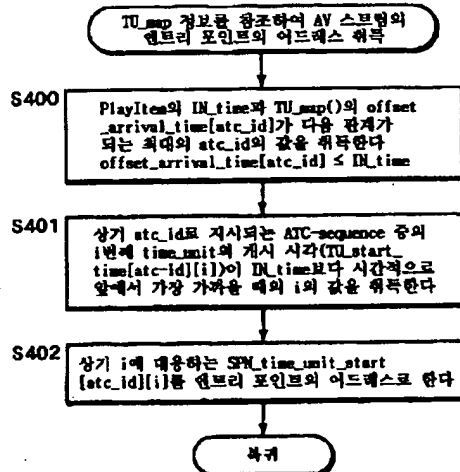 TU_map 정보를 참조하여 AV 스트림의
엔트리 포인트의 어드레스 취득
S400
PlayItem의 IN_time과 TU_map()의 offset
_arrival_time[atc_id]가 다음 관계가
되는 최대의 atc_id의 값을 취득한다
offset_arrival_time[atc_id] ≤ IN_time
S401
상기 atc_id로 지시되는 ATC-sequence 중의
i번째 time_unit의 개시 시각(TU_start_
time[atc-id][i])이 IN_time보다 시간적으로
앞에서 가장 가까울 때의 i의 값을 취득한다
S402
상기 i에 대응하는 SPN_time_unit_start
[atc_id][i]를 엔트리 포인트의 어드레스로 한다
복귀